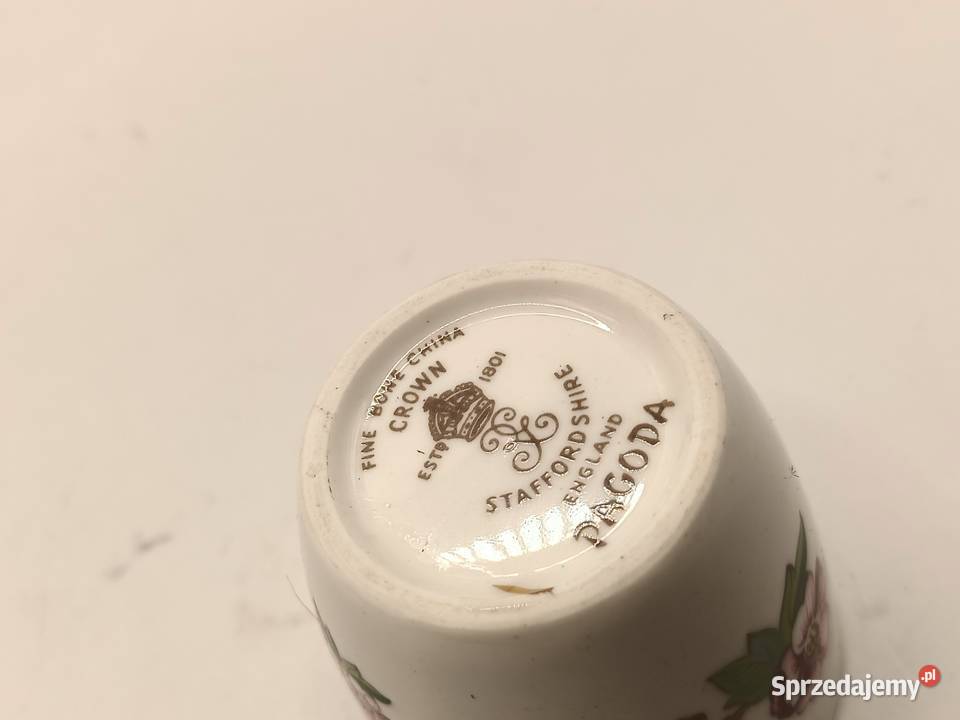 FINE BONE CHINA
CROWN
ESTD 1801
STAFFORDSHIRE
ENGLAND
PAGODA
Sprzedajemy.pl